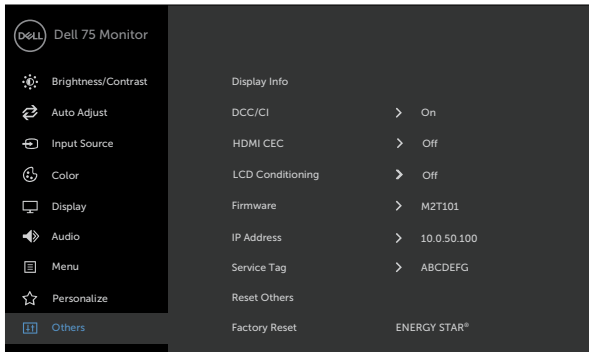 DELL Dell 75 Monitor
Brightness/Contrast Display Info
Auto Adjust DCC/CI On
Input Source HDMI CEC Off
Color LCD Conditioning Off
Display Firmware M2T101
Audio IP Address 10.0.50.100
Menu Service Tag ABCDEFG
Personalize Reset Others
Others Factory Reset ENERGY STAR®